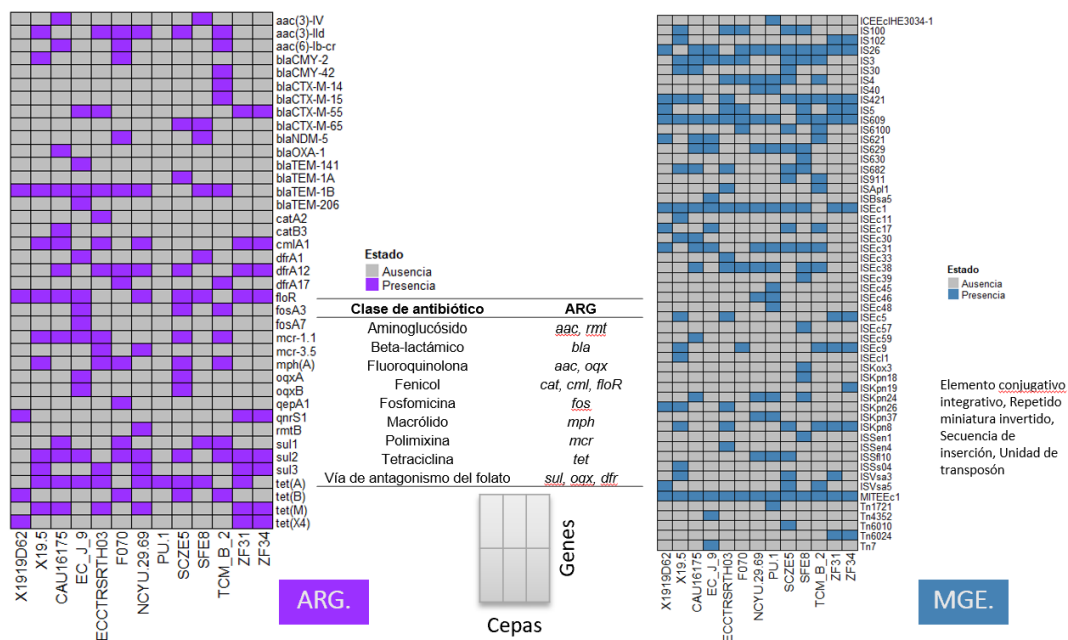 aac(3)-IV
aac(3)-IId
aac(6)-Ib-cr
blaCMY-2
blaCMY-42
blaCTX-M-14
blaCTX-M-15
blaCTX-M-55
blaCTX-M-65
blaNDM-5
blaOXA-1
blaTEM-141
blaTEM-1A
blaTEM-1B
blaTEM-206
catA2
catB3
cmlA1
dfrA1
dfrA12
dfrA17
floR
fosA3
fosA7
mcr-1.1
mcr-3.5
mph(A)
oqxA
oqxB
qepA1
qnrS1
rmtB
sul1
sul2
sul3
tet(A)
tet(B)
tet(M)
tet(X4)
X1919D62
X19.5
CAU16175
EC_J_9
ECCTRSRTH03
F070
NCYU.29.69
PU.1
SCZE5
SFE8
TCM_B_2
ZF31
ZF34
ARG.
Estado
Ausencia
Presencia
Clase de antibiótico ARG
Aminoglucósido aac, rmt
Beta-lactámico bla
Fluoroquinolona aac, oqx
Fenicol cat, cml, floR
Fosfomicina fos
Macrólido mph
Polimixina mcr
Tetraciclina tet
Vía de antagonismo del folato sul, oqx, dfr
Genes
Cepas
ICEEcIHE3034-1
IS100
IS102
IS26
IS3
IS30
IS4
IS40
IS421
IS5
IS609
IS6100
IS621
IS629
IS630
IS682
IS911
ISApl1
ISBsa5
ISEc1
ISEc11
ISEc17
ISEc30
ISEc31
ISEc33
ISEc38
ISEc39
ISEc45
ISEc46
ISEc48
ISEc5
ISEc57
ISEc59
ISEc9
ISEcl1
ISKox3
ISKpn18
ISKpn19
ISKpn24
ISKpn26
ISKpn37
ISKpn8
ISSen1
ISSen4
ISSfl10
ISSs04
ISVsa3
ISVsa5
MITEEc1
Tn1721
Tn4352
Tn6010
Tn6024
Tn7
X1919D62
X19.5
CAU16175
EC_J_9
ECCTRSRTH03
F070
NCYU.29.69
PU.1
SCZE5
SFE8
TCM_B_2
ZF31
ZF34
Estado
Ausencia
Presencia
Elemento conjugativo
integrativo, Repetido
miniatura invertido,
Secuencia de
inserción, Unidad de
transposón
MGE.